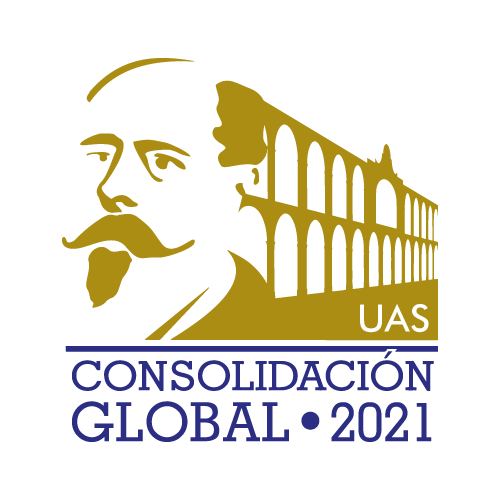 UAS
CONSOLIDACIÓN
GLOBAL • 2021